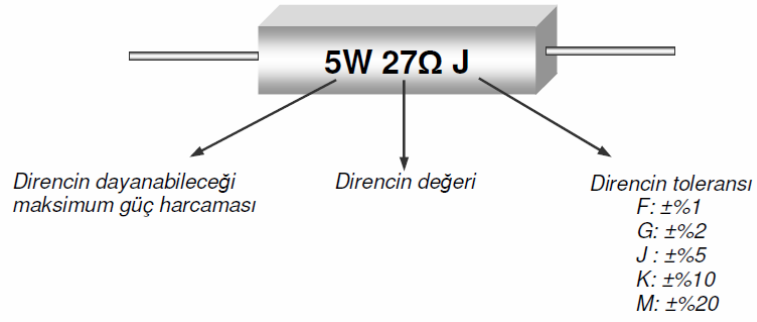 5W 27Ω J
Direncin dayanabileceği
maksimum güç harcaması
Direncin değeri
Direncin toleransı
F: ±%1
G: ±%2
J : ±%5
K: ±%10
M: ±%20